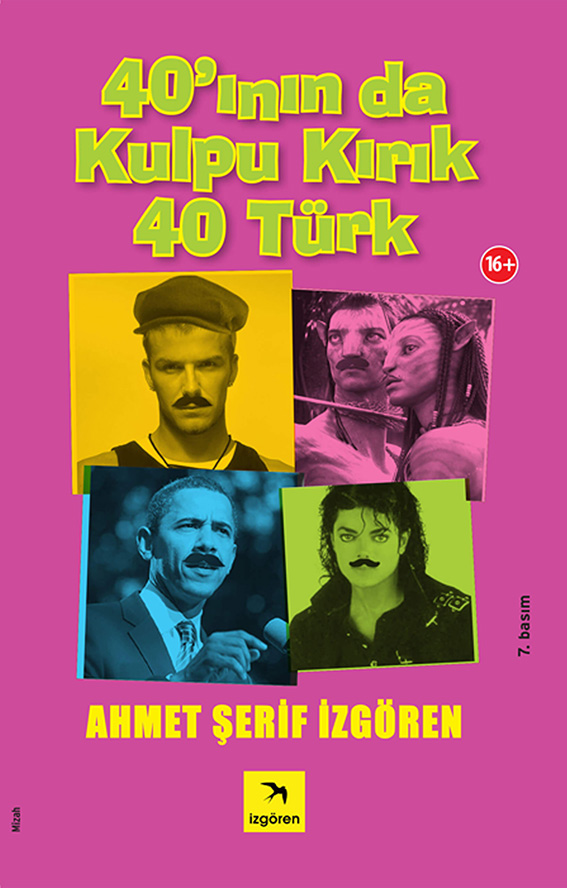 40'ının da
Kulpu Kırık
40 Türk
16+
7. basım
AHMET ŞERİF İZGÖREN
izgören
Mizah